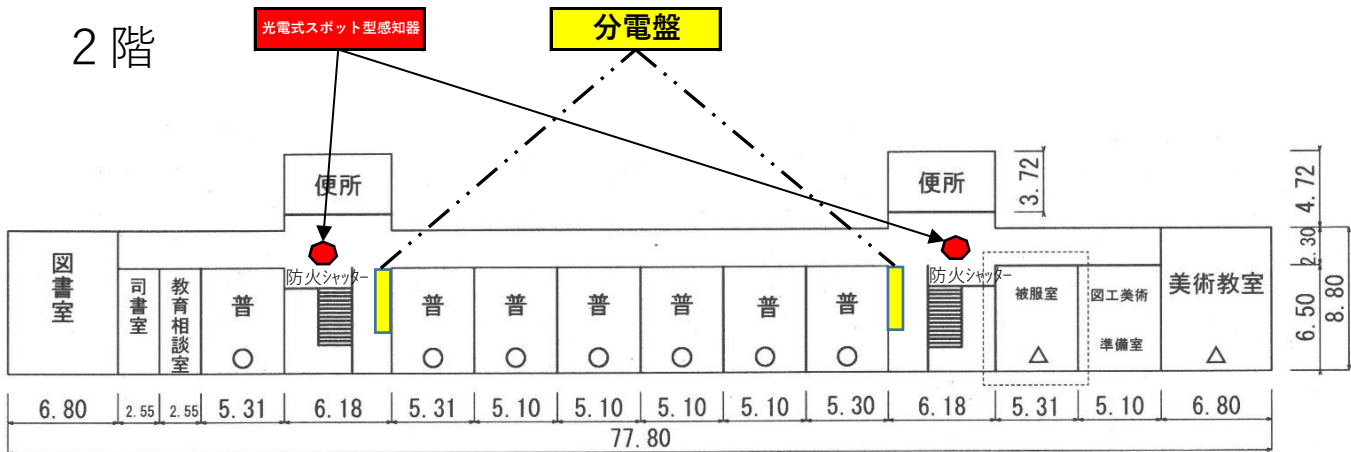 2階
光電式スポット型感知器
分電盤
便所
便所
3.72
4.72
2.30
6.50
8.80
図書室
司書室
教育相談室
普
防火シャッター
普
普
普
普
普
普
防火シャッター
被服室
図工美術
準備室
美術教室
6.80
2.55
2.55
5.31
6.18
5.31
5.10
5.10
5.10
5.10
5.30
6.18
5.31
5.10
6.80
77.80